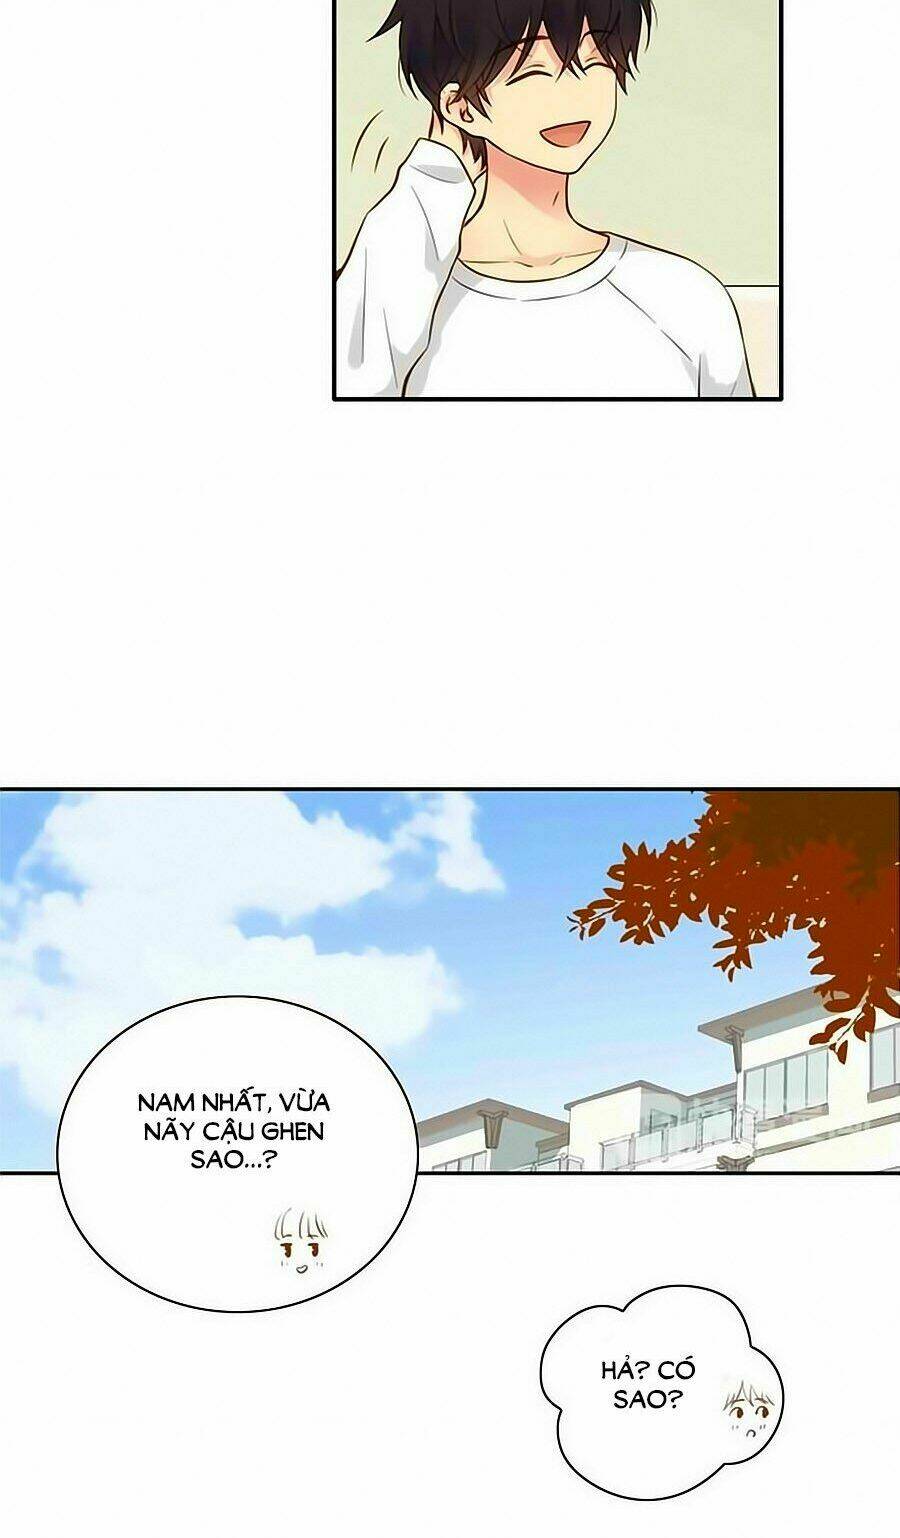 NAM NHẤT, VỪA
NÃY CẬU GHEN
SAO...?
HẢ? CÓ
SAO?